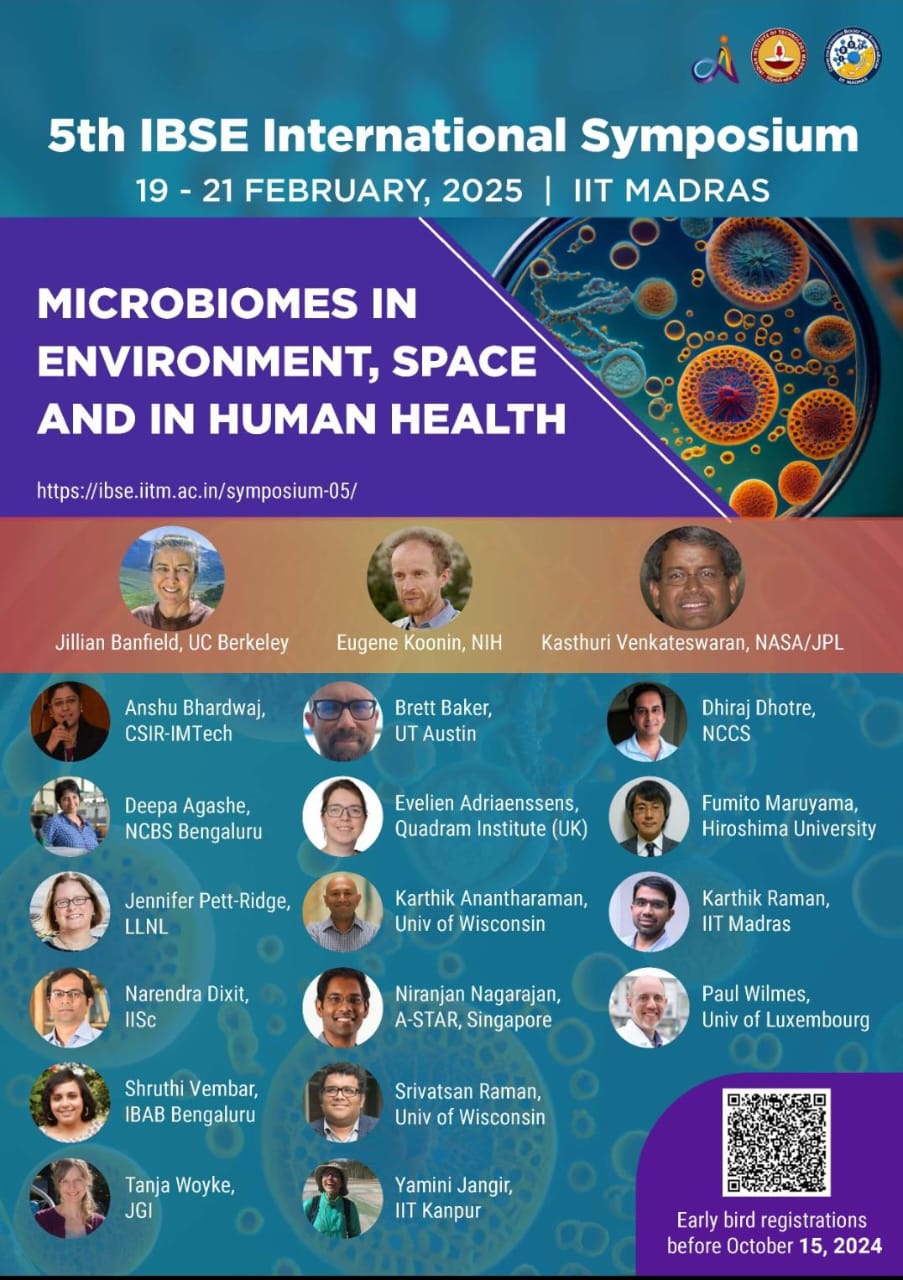 5th IBSE International Symposium
19 - 21 FEBRUARY, 2025 | IIT MADRAS
MICROBIOMES IN
ENVIRONMENT, SPACE
AND IN HUMAN HEALTH
https://ibse.iitm.ac.in/symposium-05/
Jillian Banfield, UC Berkeley
Eugene Koonin, NIH
Kasthuri Venkateswaran, NASA/JPL
Anshu Bhardwaj,
CSIR-IMTech
Brett Baker,
UT Austin
Dhiraj Dhotre,
NCCS
Deepa Agashe,
NCBS Bengaluru
Evelien Adriaenssens,
Quadram Institute (UK)
Fumito Maruyama,
Hiroshima University
Jennifer Pett-Ridge,
LLNL
Karthik Anantharaman,
Univ of Wisconsin
Karthik Raman,
IIT Madras
Narendra Dixit,
IISc
Niranjan Nagarajan,
A-STAR, Singapore
Paul Wilmes,
Univ of Luxembourg
Shruthi Vembar,
IBAB Bengaluru
Srivatsan Raman,
Univ of Wisconsin
Tanja Woyke,
JGI
Yamini Jangir,
IIT Kanpur
Early bird registrations
before October 15, 2024